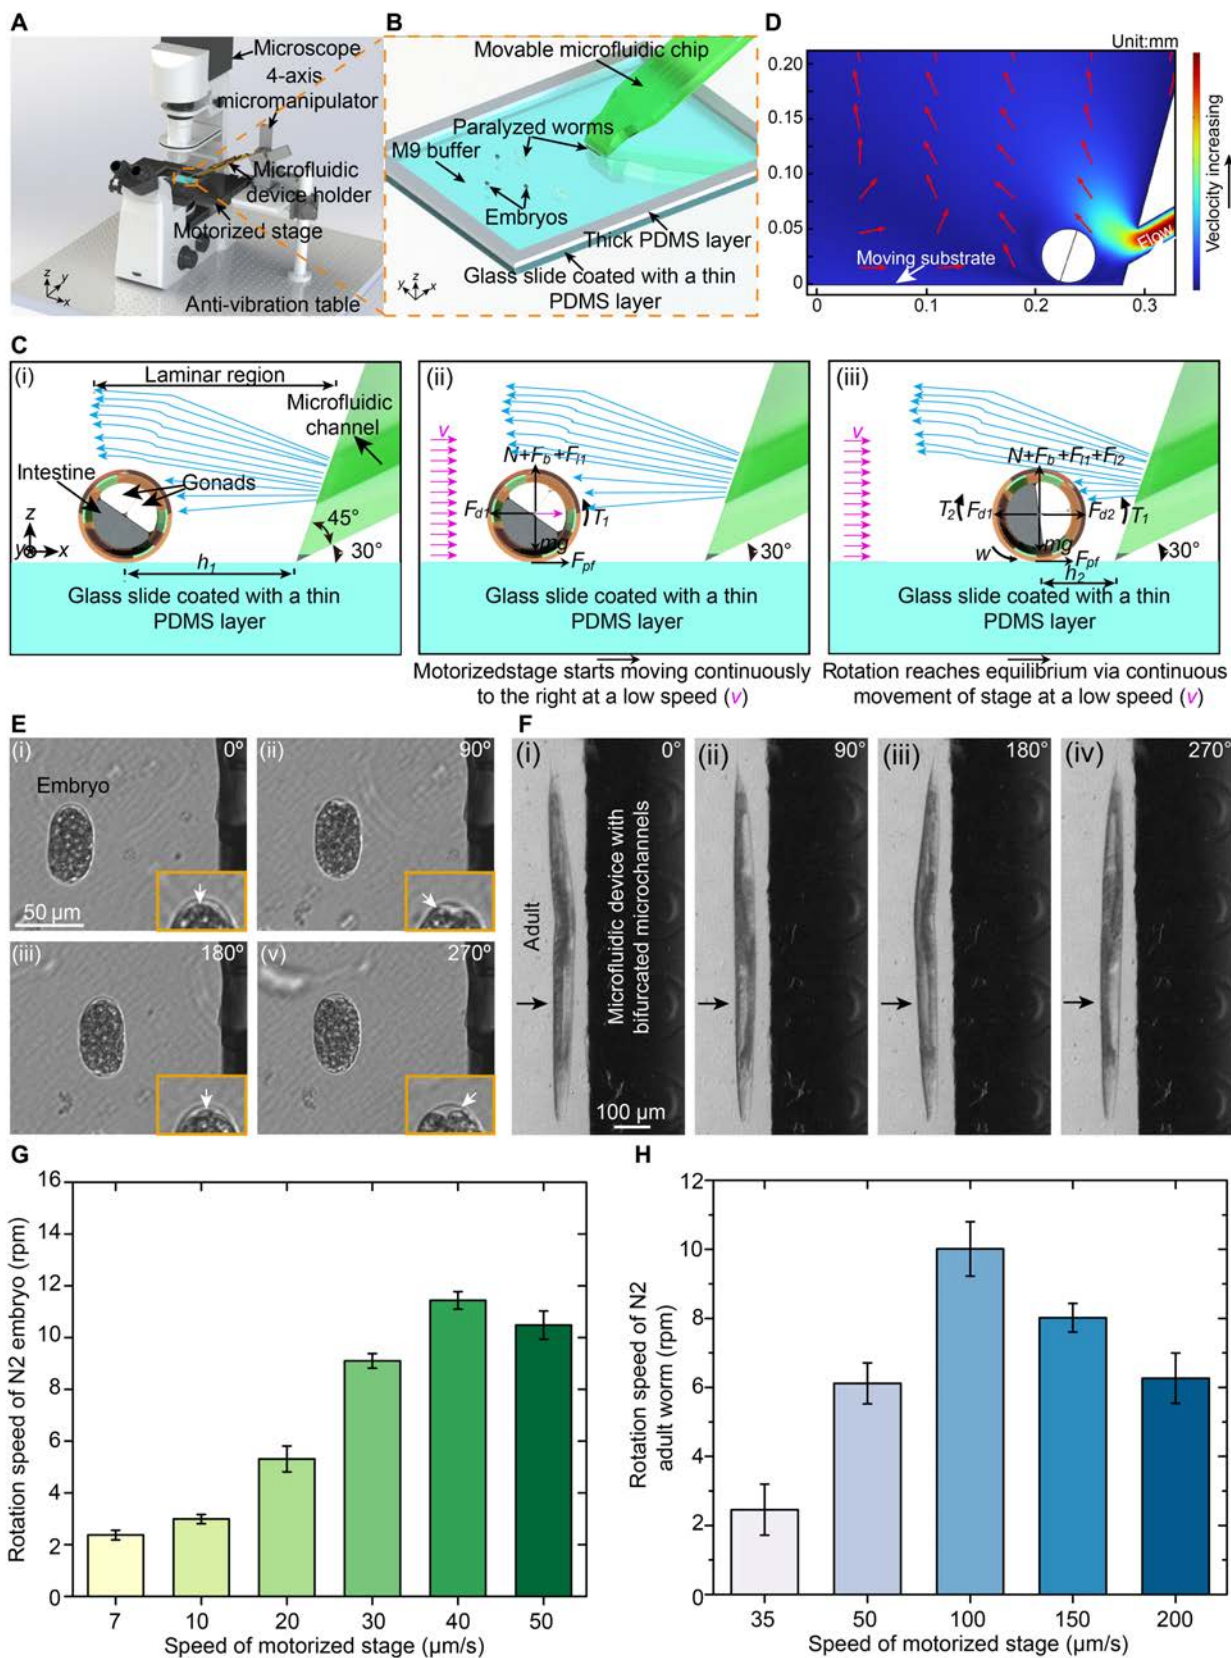 A
Microscope
4-axis
micromanipulator
Microfluidic
device holder
Motorized stage
Anti-vibration table
z
y
x
B
Movable microfluidic chip
Paralyzed worms
M9 buffer
Embryos
Thick PDMS layer
Glass slide coated with a thin
PDMS layer
z
y
x
D
Unit:mm
0.20
0.15
0.10
0.05
0
0
0.1
0.2
0.3
Moving substrate
Flow
Veclocity increasing
C
(i)
Laminar region
Microfluidic
channel
Intestine
Gonads
z
y
x
45°
30°
h1
Glass slide coated with a thin
PDMS layer
(ii)
v
N+Fb+Fl1
Fd1
T1
mg
Fpf
30°
Glass slide coated with a thin
PDMS layer
Motorizedstage starts moving continuously
to the right at a low speed (v)
(iii)
v
N+Fb+Fl1+Fl2
T2
Fd1
Fd2
T1
w
mg
Fpf
h2
30°
Glass slide coated with a thin
PDMS layer
Rotation reaches equilibrium via continuous
movement of stage at a low speed (v)
E
(i)
0°
Embryo
50 µm
(ii)
90°
(iii)
180°
(v)
270°
F
(i)
0°
Adult
Microfluidic device with
bifurcated microchannels
100 µm
(ii)
90°
(iii)
180°
(iv)
270°
G
Rotation speed of N2 embryo (rpm)
16
14
12
10
8
6
4
2
0
7
10
20
30
40
50
Speed of motorized stage (µm/s)
H
Rotation speed of N2
adult worm (rpm)
12
10
8
6
4
2
0
35
50
100
150
200
Speed of motorized stage (µm/s)